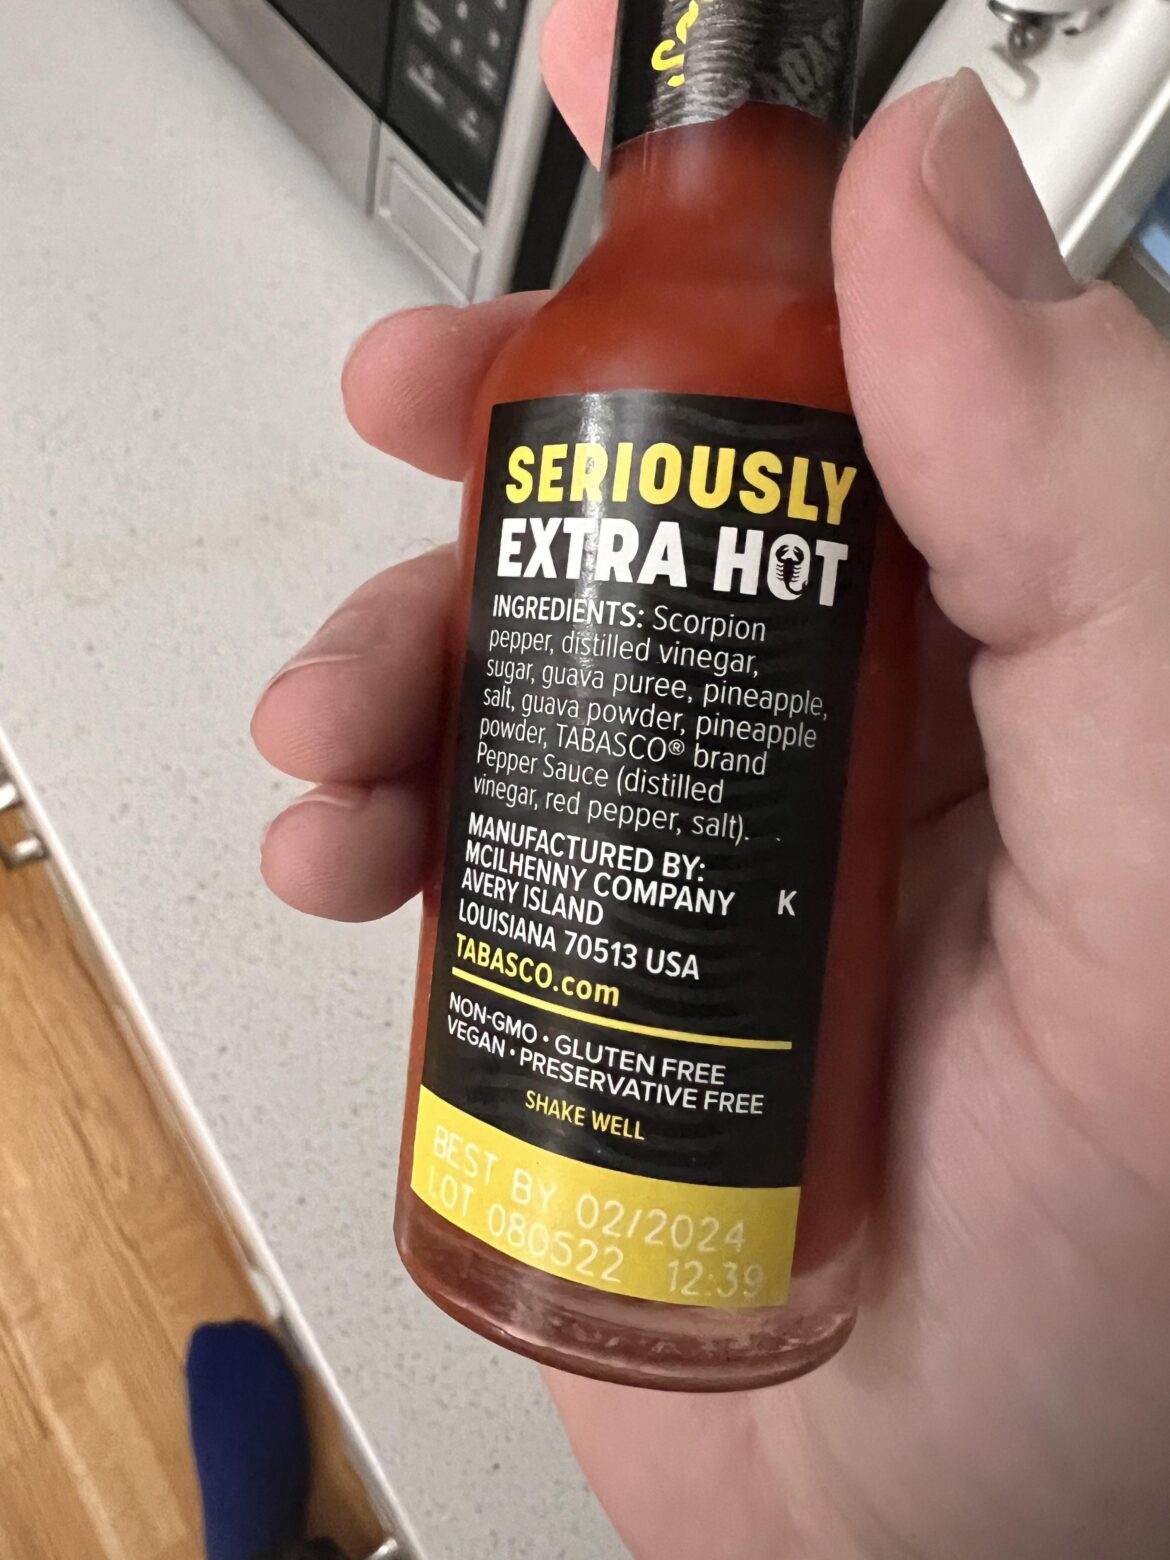 SERIOUSLY
EXTRA HOT
INGREDIENTS: Scorpion
pepper, distilled vinegar,
sugar, guava puree, pineapple,
salt, guava powder, pineapple
powder, TABASCO® brand
Pepper Sauce (distilled
vinegar, red pepper, salt).
MANUFACTURED BY:
MCILHENNY COMPANY K
AVERY ISLAND
LOUISIANA 70513 USA
TABASCO.com
NON-GMO • GLUTEN FREE
VEGAN • PRESERVATIVE FREE
SHAKE WELL
BEST BY 02/2024
LOT 080522 12:39